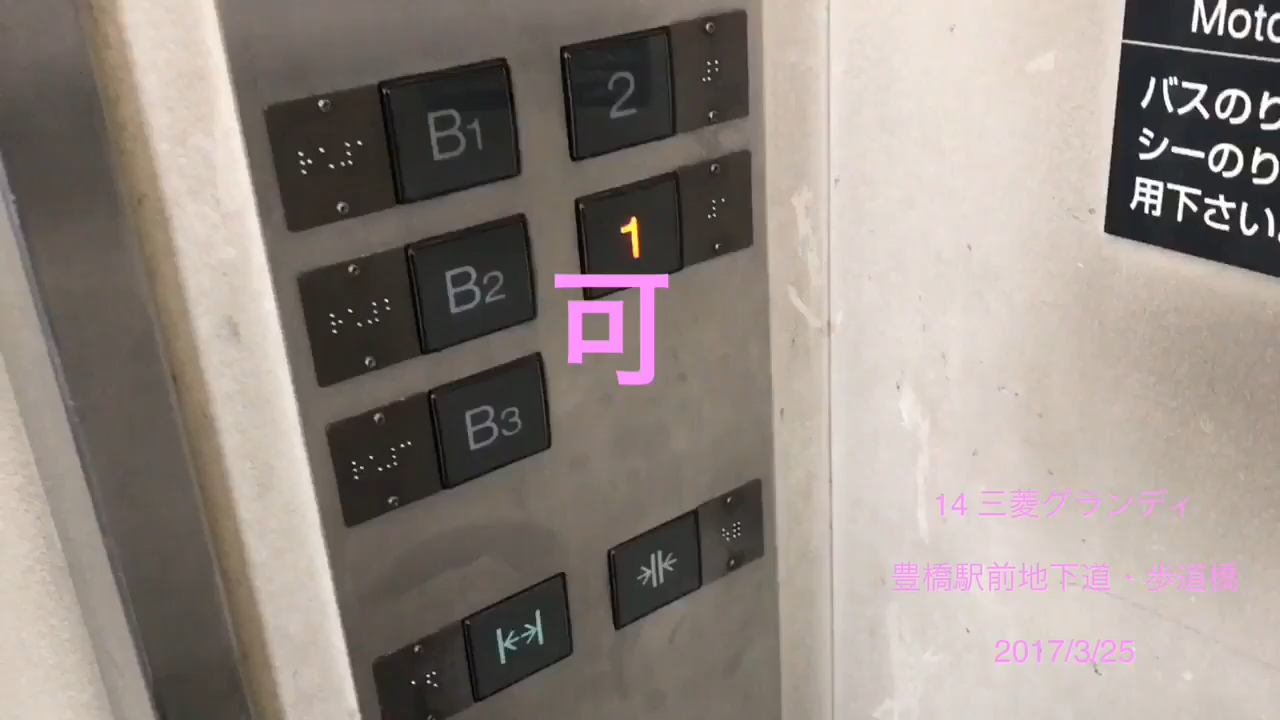 B1
2
1
B2
B3
可
Moto
バスのり
シーのり
用下さい。
14 三菱グランディ
豊橋駅前地下道・歩道橋
2017/3/25